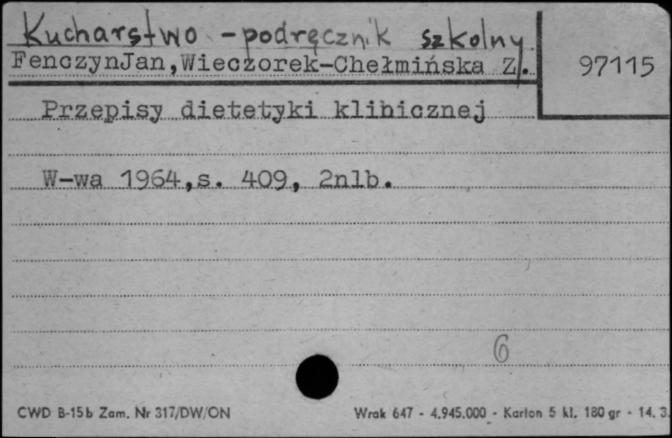 Kucharstwo - podręcznik szkolny
FenczynJan,Wieczorek-Chełmińska Z.
97115
Przepisy dietetyki klihicznej
W-wa 1964,s. 409, 2nlb.
6
CWD B-15b Zam. Nr 317/DW/ON
Wrak 647 - 4.945.000 - Karton 5 kl. 180 gr - 14. 3.